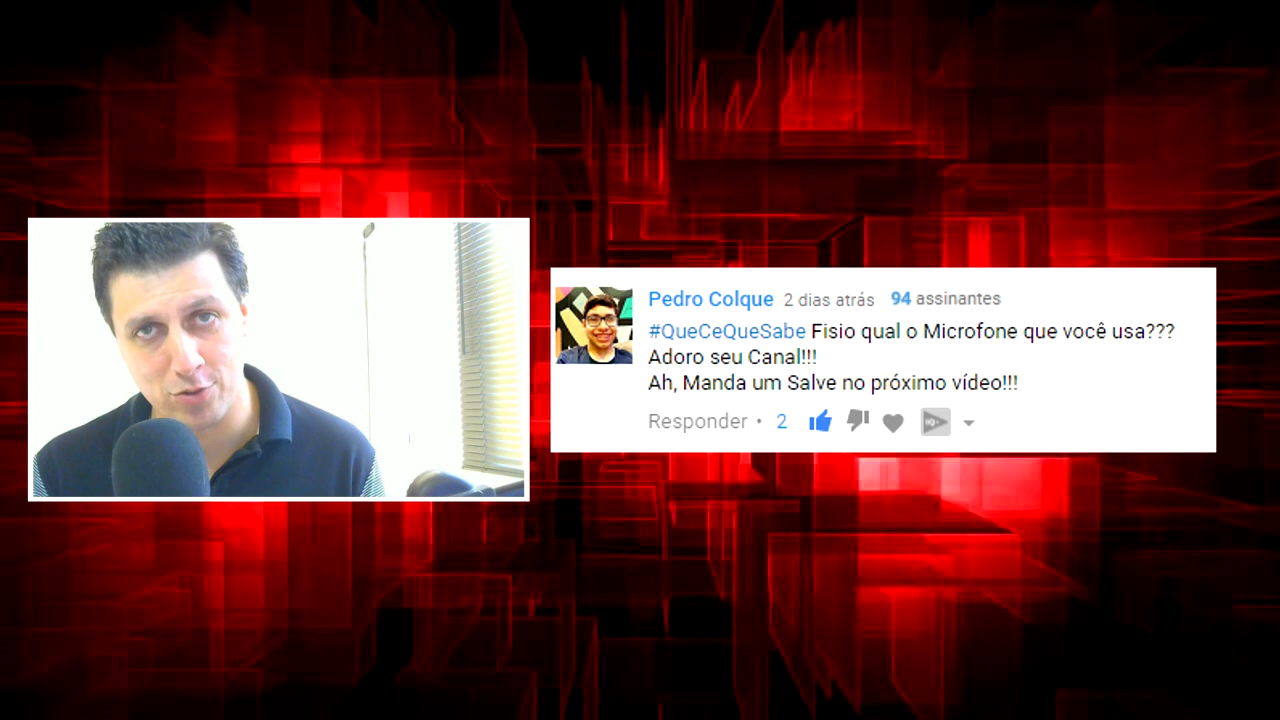 Pedro Colque 2 dias atrás 94 assinantes
#QueCeQueSabe Fisio qual o Microfone que você usa???
Adoro seu Canal!!!
Ah, Manda um Salve no próximo vídeo!!!
Responder • 2